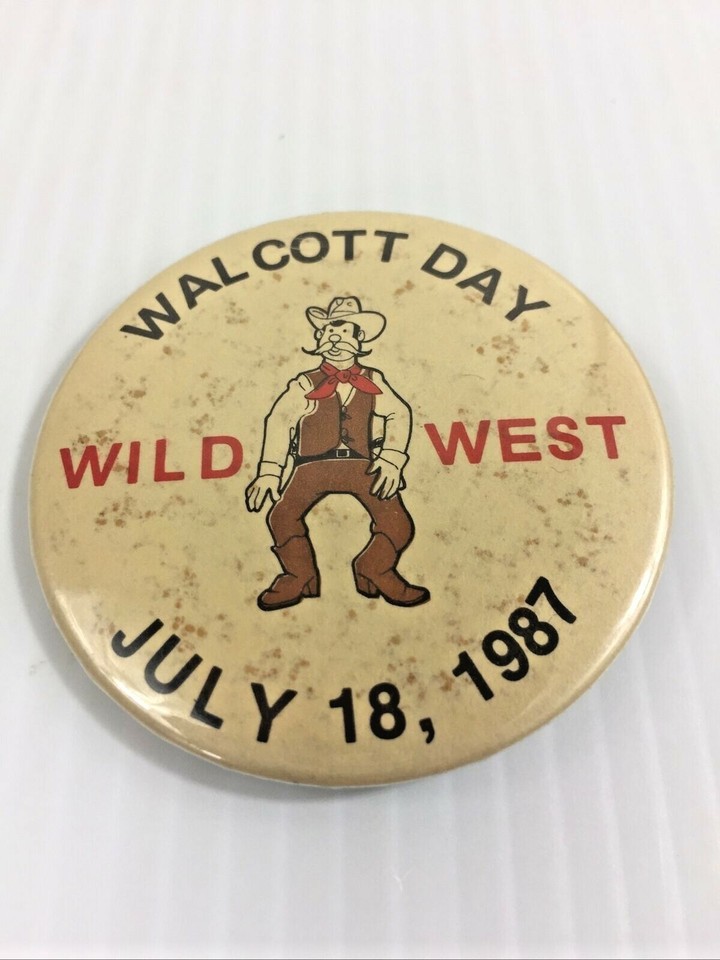 WALCOTT DAY
WILD WEST
JULY 18, 1987